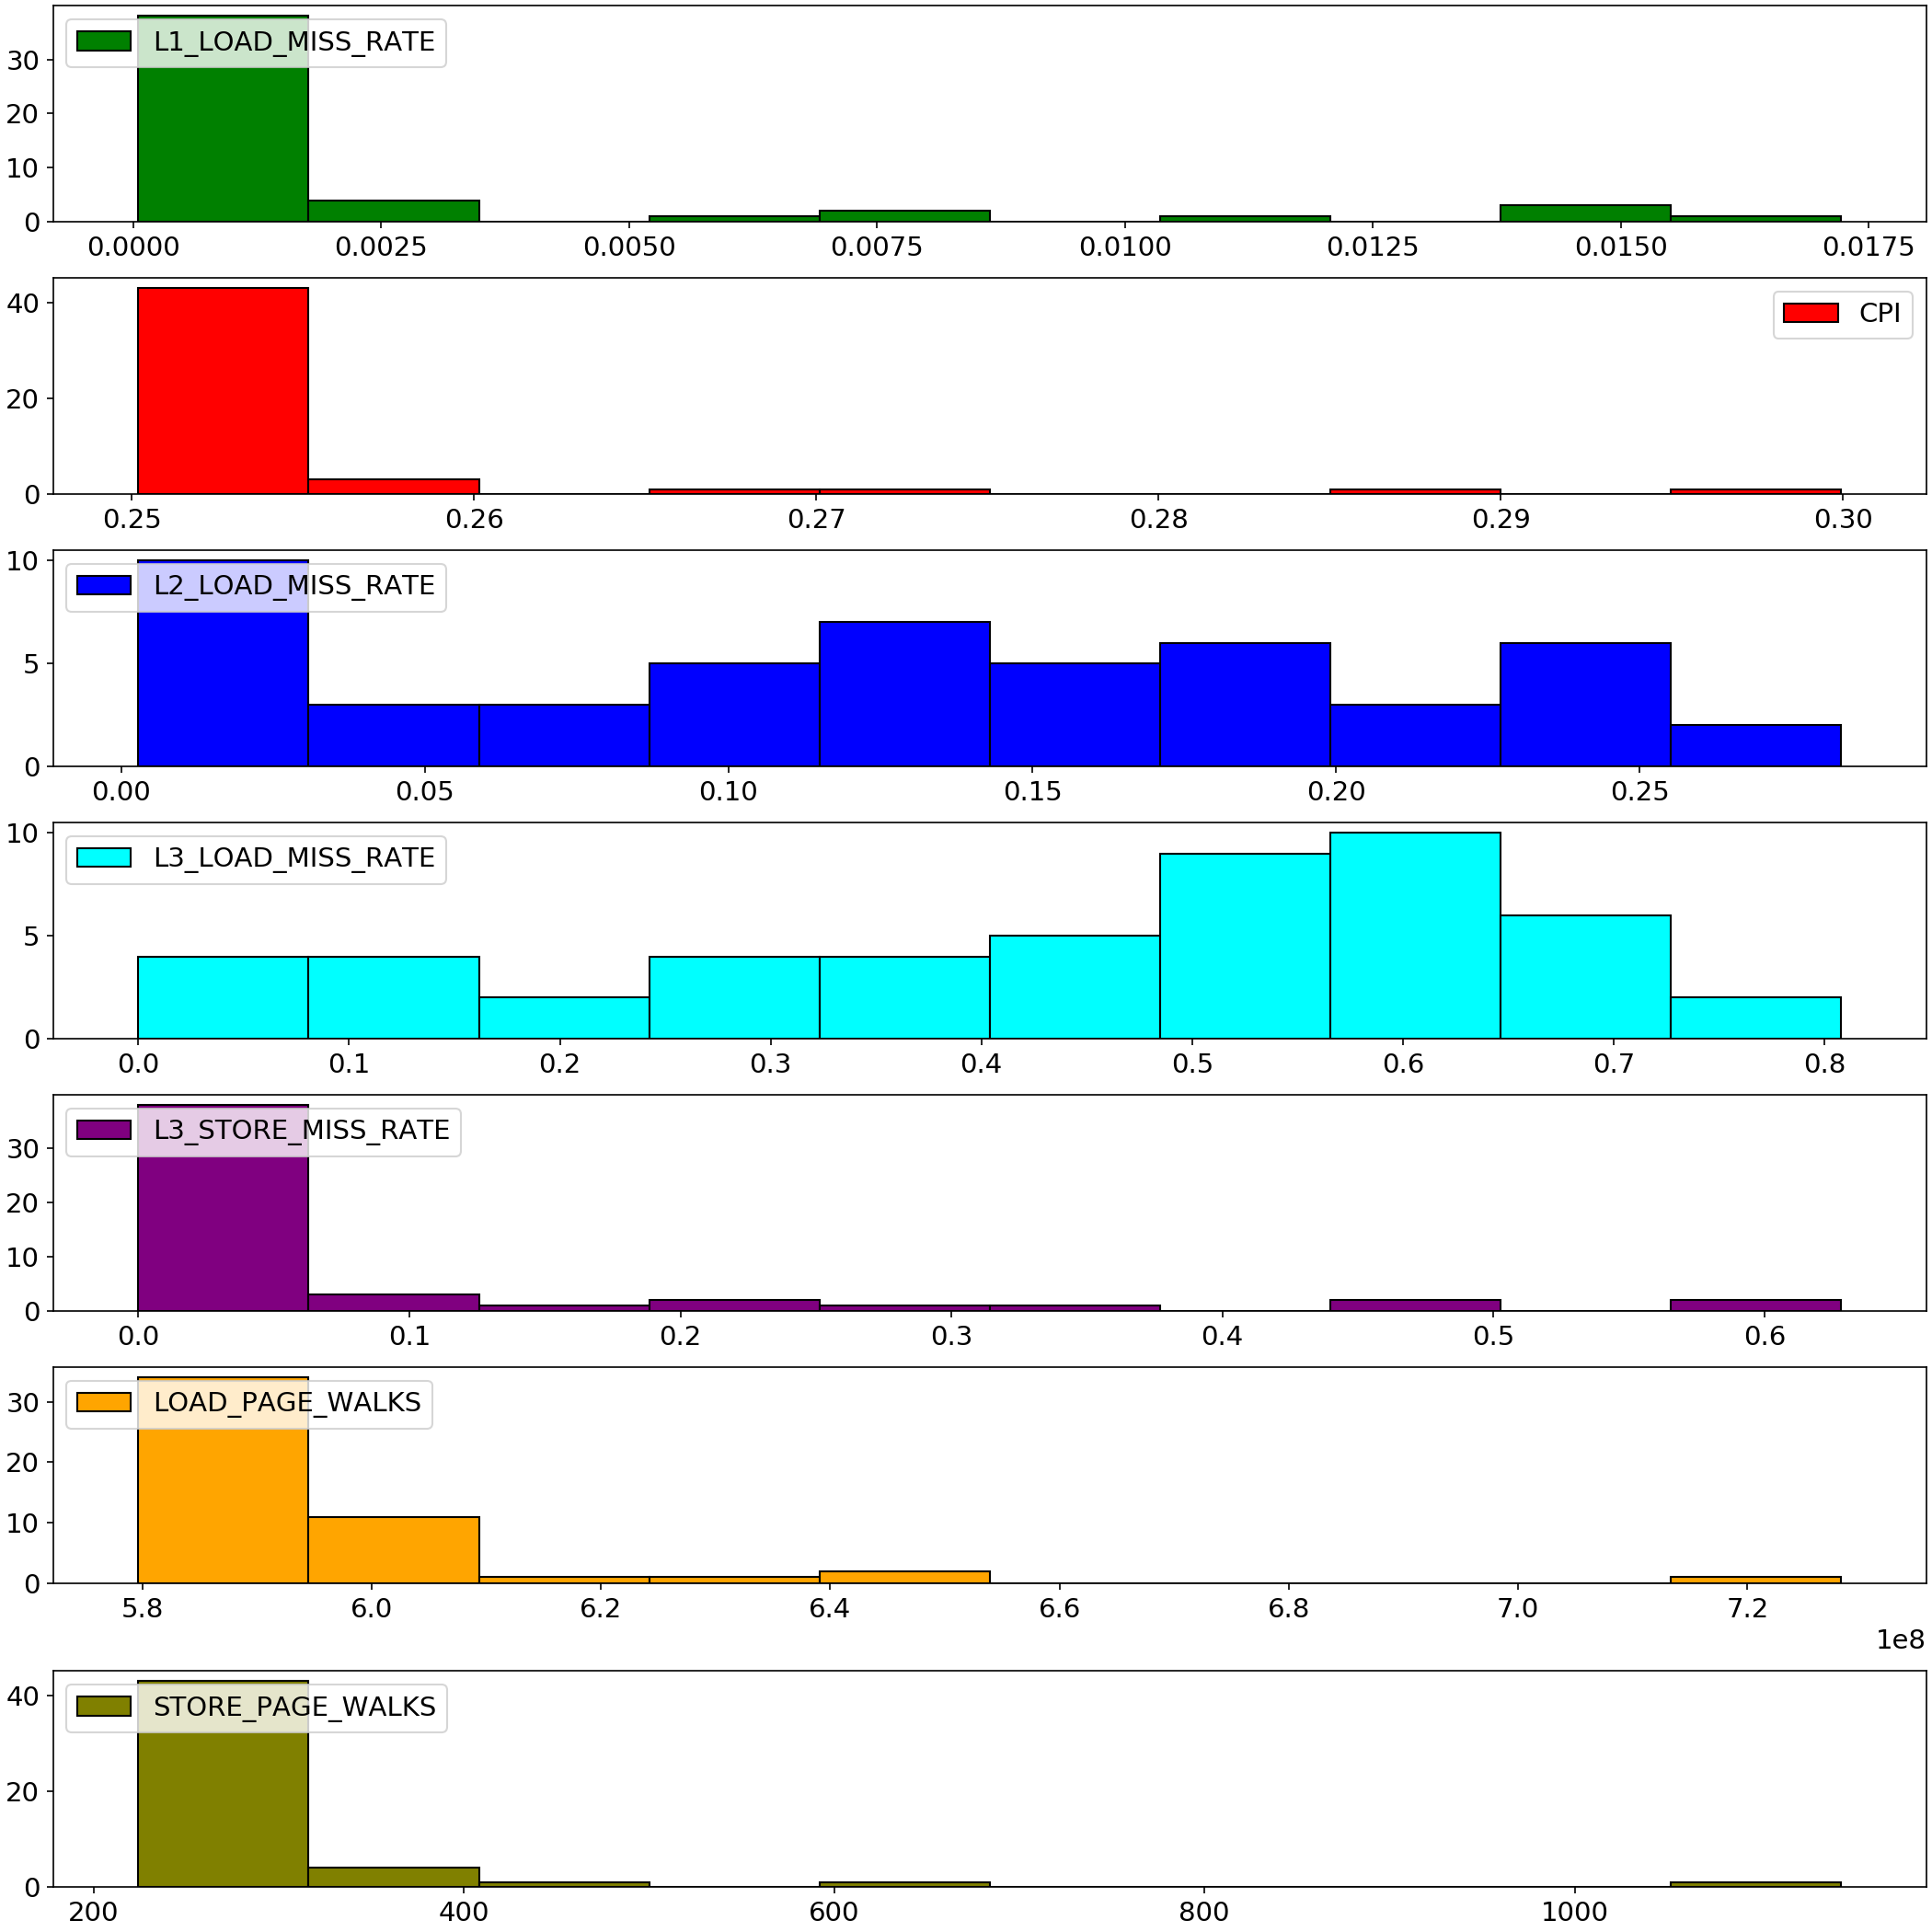 L1_LOAD_MISS_RATE
30
20
10
0
0.0000 0.0025 0.0050 0.0075 0.0100 0.0125 0.0150 0.0175
CPI
40
20
0
0.25 0.26 0.27 0.28 0.29 0.30
10
L2_LOAD_MISS_RATE
5
0
0.00 0.05 0.10 0.15 0.20 0.25
10
L3_LOAD_MISS_RATE
5
0
0.0 0.1 0.2 0.3 0.4 0.5 0.6 0.7 0.8
L3_STORE_MISS_RATE
30
20
10
0
0.0 0.1 0.2 0.3 0.4 0.5 0.6
LOAD_PAGE_WALKS
30
20
10
0
5.8 6.0 6.2 6.4 6.6 6.8 7.0 7.2
1e8
40
STORE_PAGE_WALKS
20
0
200 400 600 800 1000